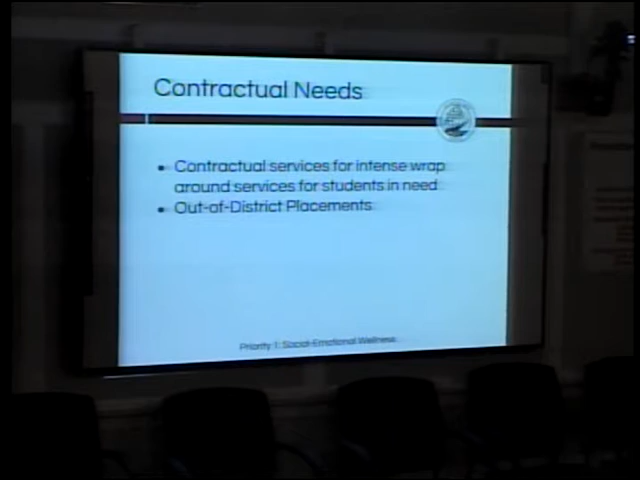 Contractual Needs
• Contractual services for intense wrap
around services for students in need
• Out-of-District Placements
Priority 1: Social-Emotional Wellness